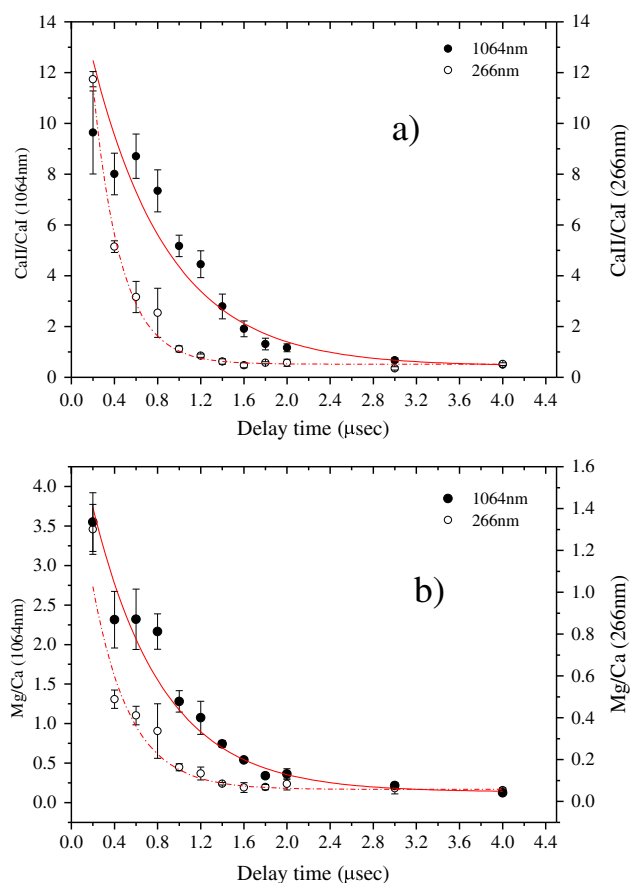 14
12
10
8
6
4
2
0
14
12
10
8
6
4
2
0
1064nm
266nm
a)
CaII/CaI (1064nm)
CaII/CaI (266nm)
0.0 0.4 0.8 1.2 1.6 2.0 2.4 2.8 3.2 3.6 4.0 4.4
Delay time (μsec)
4.0
3.5
3.0
2.5
2.0
1.5
1.0
0.5
0.0
1.6
1.4
1.2
1.0
0.8
0.6
0.4
0.2
0.0
1064nm
266nm
b)
Mg/Ca (1064nm)
Mg/Ca (266nm)
0.0 0.4 0.8 1.2 1.6 2.0 2.4 2.8 3.2 3.6 4.0 4.4
Delay time (μsec)